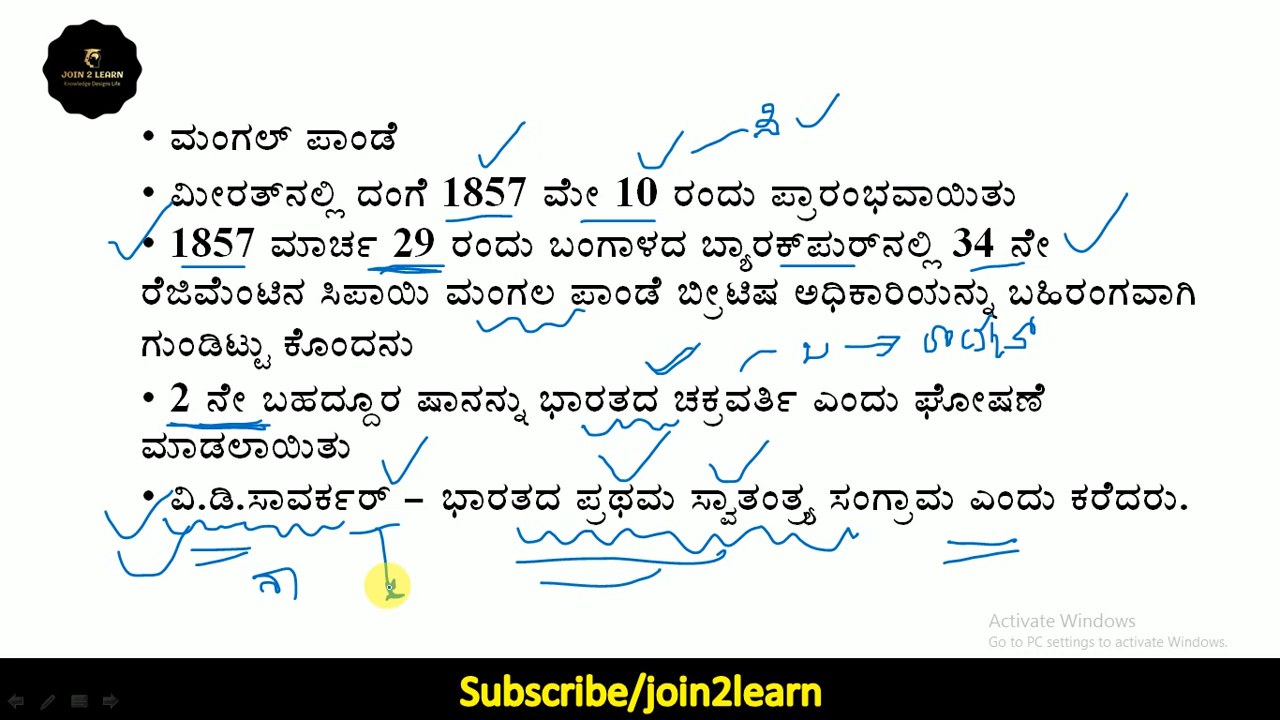 JOIN 2 LEARN
Knowledge Designs Life
• ಮಂಗಲ್ ಪಾಂಡೆ
• ಮೀರತ್‌ನಲ್ಲಿ ದಂಗೆ 1857 ಮೇ 10 ರಂದು ಪ್ರಾರಂಭವಾಯಿತು
• 1857 ಮಾರ್ಚ 29 ರಂದು ಬಂಗಾಳದ ಬ್ಯಾರಕ್‌ಪುರ್‌ನಲ್ಲಿ 34 ನೇ
ರೆಜಿಮೆಂಟಿನ ಸಿಪಾಯಿ ಮಂಗಲ ಪಾಂಡೆ ಬ್ರೀಟಿಷ ಅಧಿಕಾರಿಯನ್ನು ಬಹಿರಂಗವಾಗಿ
ಗುಂಡಿಟ್ಟು ಕೊಂದನು
• 2 ನೇ ಬಹದ್ದೂರ ಷಾನನ್ನು ಭಾರತದ ಚಕ್ರವರ್ತಿ ಎಂದು ಘೋಷಣೆ
ಮಾಡಲಾಯಿತು
• ವಿ.ಡಿ.ಸಾವರ್ಕರ್ – ಭಾರತದ ಪ್ರಥಮ ಸ್ವಾತಂತ್ರ್ಯ ಸಂಗ್ರಾಮ ಎಂದು ಕರೆದರು.
Activate Windows
Go to PC settings to activate Windows.
Subscribe/join2learn